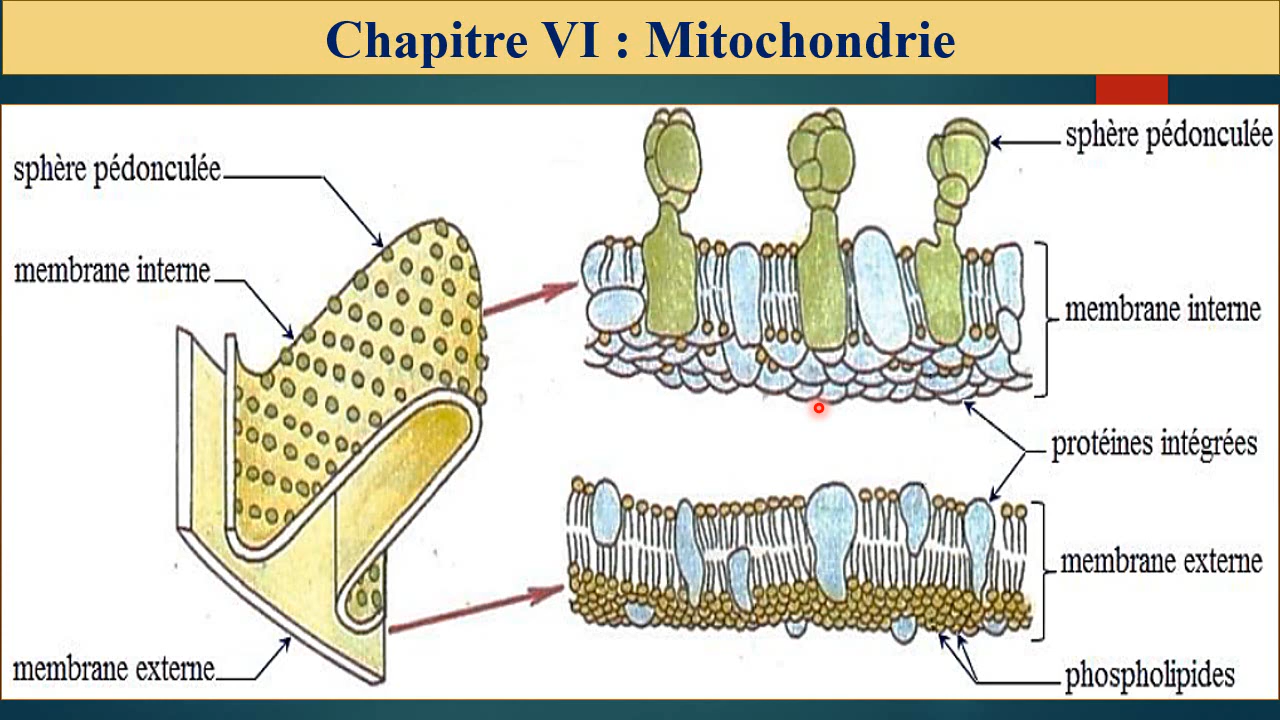 Chapitre VI : Mitochondrie
sphère pédonculée
membrane interne
membrane externe
sphère pédonculée
membrane interne
protéines intégrées
membrane externe
phospholipides